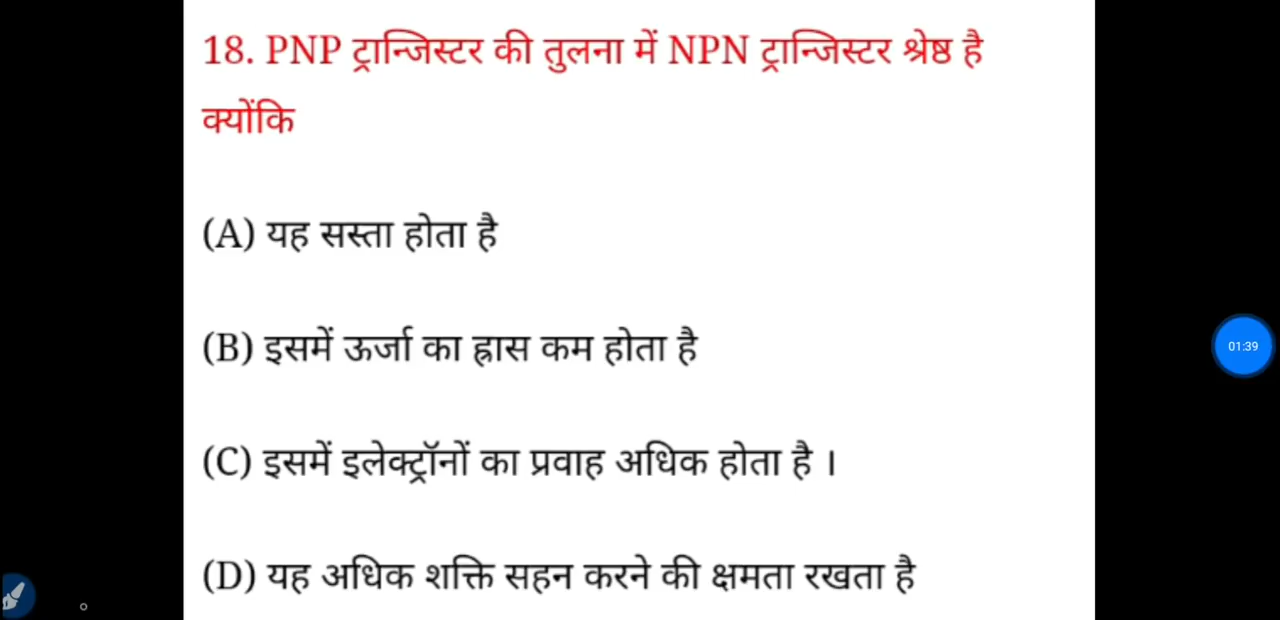 18. PNP ट्रान्जिस्टर की तुलना में NPN ट्रान्जिस्टर श्रेष्ठ है
क्योंकि
(A) यह सस्ता होता है
(B) इसमें ऊर्जा का ह्रास कम होता है
(C) इसमें इलेक्ट्रॉनों का प्रवाह अधिक होता है ।
01:39
(D) यह अधिक शक्ति सहन करने की क्षमता रखता है